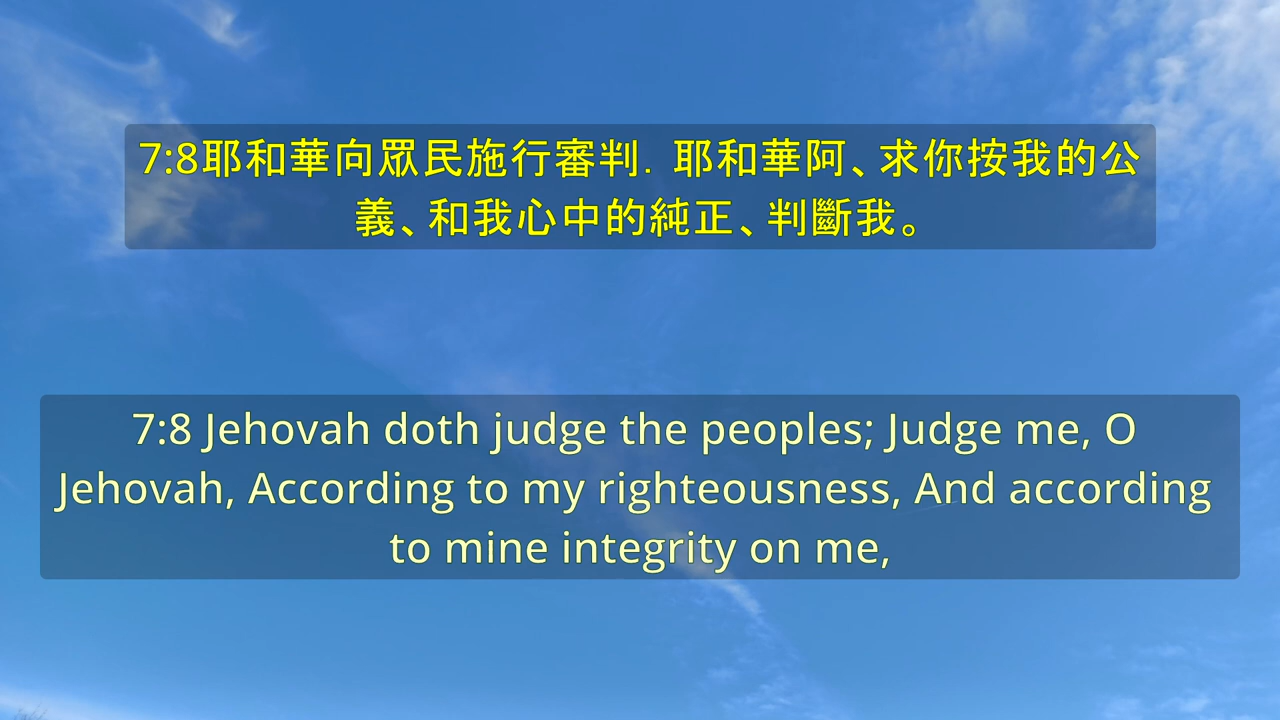 7:8耶和華向眾民施行審判．耶和華阿、求你按我的公
義、和我心中的純正、判斷我。
7:8 Jehovah doth judge the peoples; Judge me, O
Jehovah, According to my righteousness, And according
to mine integrity on me,